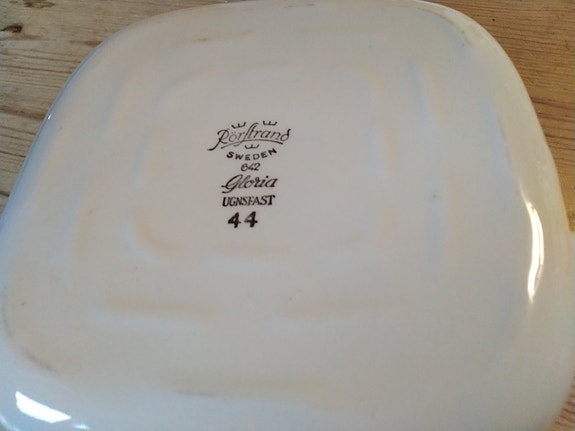 Rörstrand
SWEDEN
642
Gloria
UGNSFAST
44